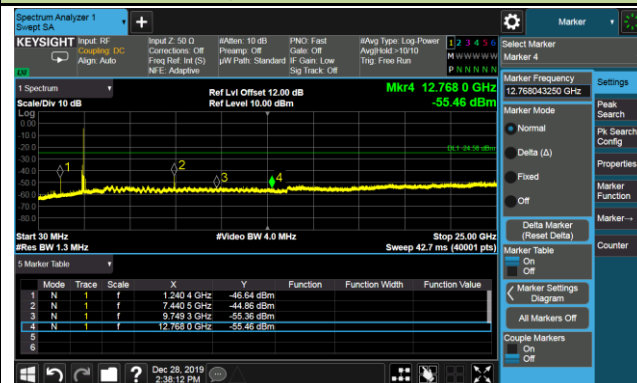 Spectrum Analyzer 1
Swept SA
Marker
KEYSIGHT
Input: RF
Coupling: DC
Align: Auto
Input Z: 50 Ω
Corrections: Off
Freq Ref: Int (S)
NFE: Adaptive
#Atten: 10 dB
Preamp: Off
µW Path: Standard
PNO: Fast
Gate: Off
IF Gain: Low
Sig Track: Off
#Avg Type: Log-Power
Avg|Hold:>10/10
Trig: Free Run
1 2 3 4 5 6
M W W W W W
P N N N N N
LXI
Select Marker
Marker 4
1 Spectrum
Scale/Div 10 dB
Ref Lvl Offset 12.00 dB
Ref Level 10.00 dBm
Mkr4 12.768 0 GHz
-55.46 dBm
Log
0.00
-10.0
-20.0
-30.0
-40.0
-50.0
-60.0
-70.0
-80.0
DL1 -24.56 dBm
1
2
3
4
Start 30 MHz
#Res BW 1.3 MHz
#Video BW 4.0 MHz
Stop 25.00 GHz
Sweep 42.7 ms (40001 pts)
5 Marker Table
Mode Trace Scale X Y Function Function Width Function Value
1 N 1 f 1.240 4 GHz -46.64 dBm
2 N 1 f 7.440 5 GHz -44.86 dBm
3 N 1 f 9.749 3 GHz -55.36 dBm
4 N 1 f 12.768 0 GHz -55.46 dBm
5
6
Marker Frequency
12.768043250 GHz
Marker Mode
Normal
Delta (Δ)
Fixed
Off
Delta Marker
(Reset Delta)
Marker Table
On
Off
Marker Settings
Diagram
All Markers Off
Couple Markers
On
Off
Settings
Peak
Search
Pk Search
Config
Properties
Marker
Function
Marker→
Counter
?
Dec 28, 2019
2:38:12 PM